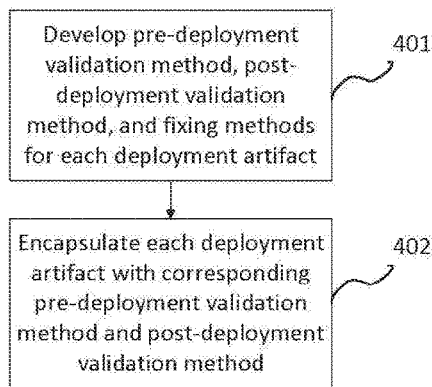 Develop pre-deployment
validation method, post-
deployment validation
method, and fixing methods
for each deployment artifact
401
Encapsulate each deployment
artifact with corresponding
pre-deployment validation
method and post-deployment
validation method
402